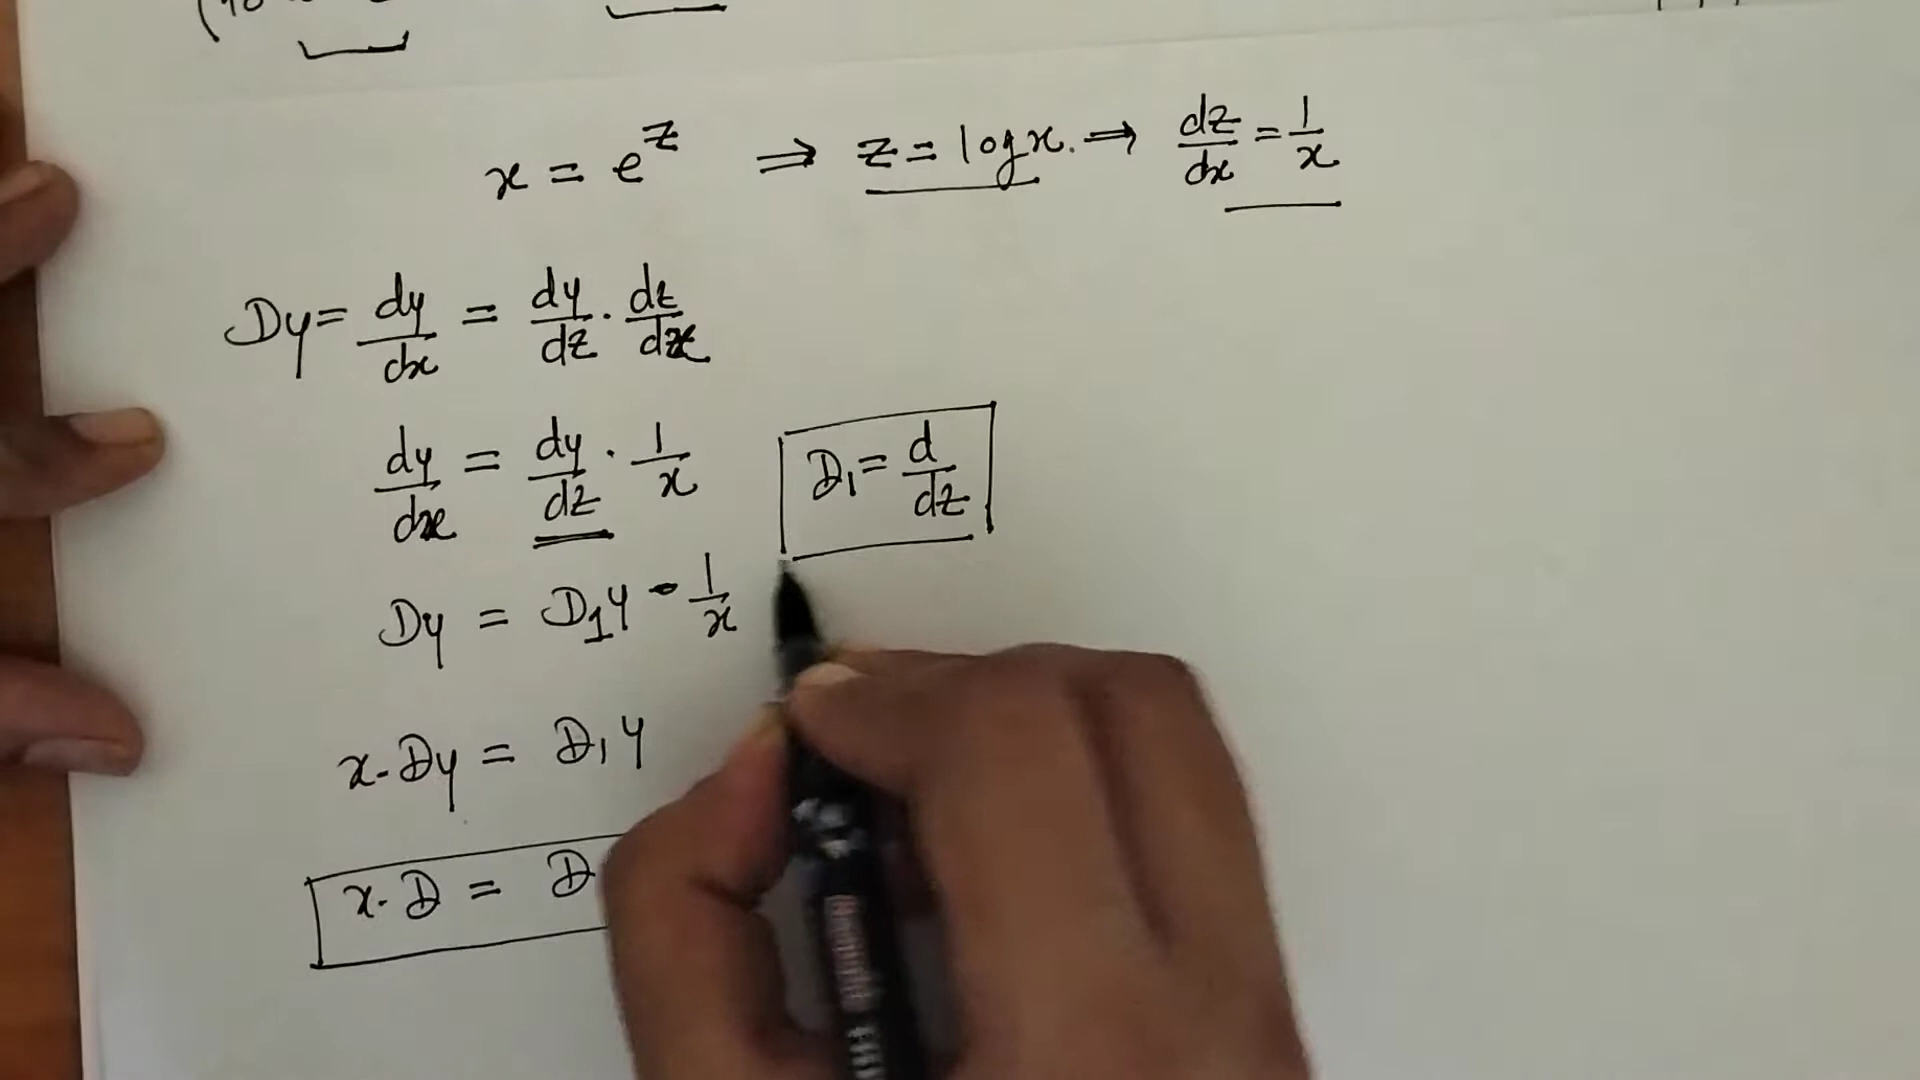 x = e^z ⇒ z = log x. ⇒ dz/dx = 1/x
Dy = dy/dx = dy/dz · dz/dx
dy/dx = dy/dz · 1/x
D₁ = d/dz
Dy = D₁y - 1/x
x·Dy = D₁y
x·D = D